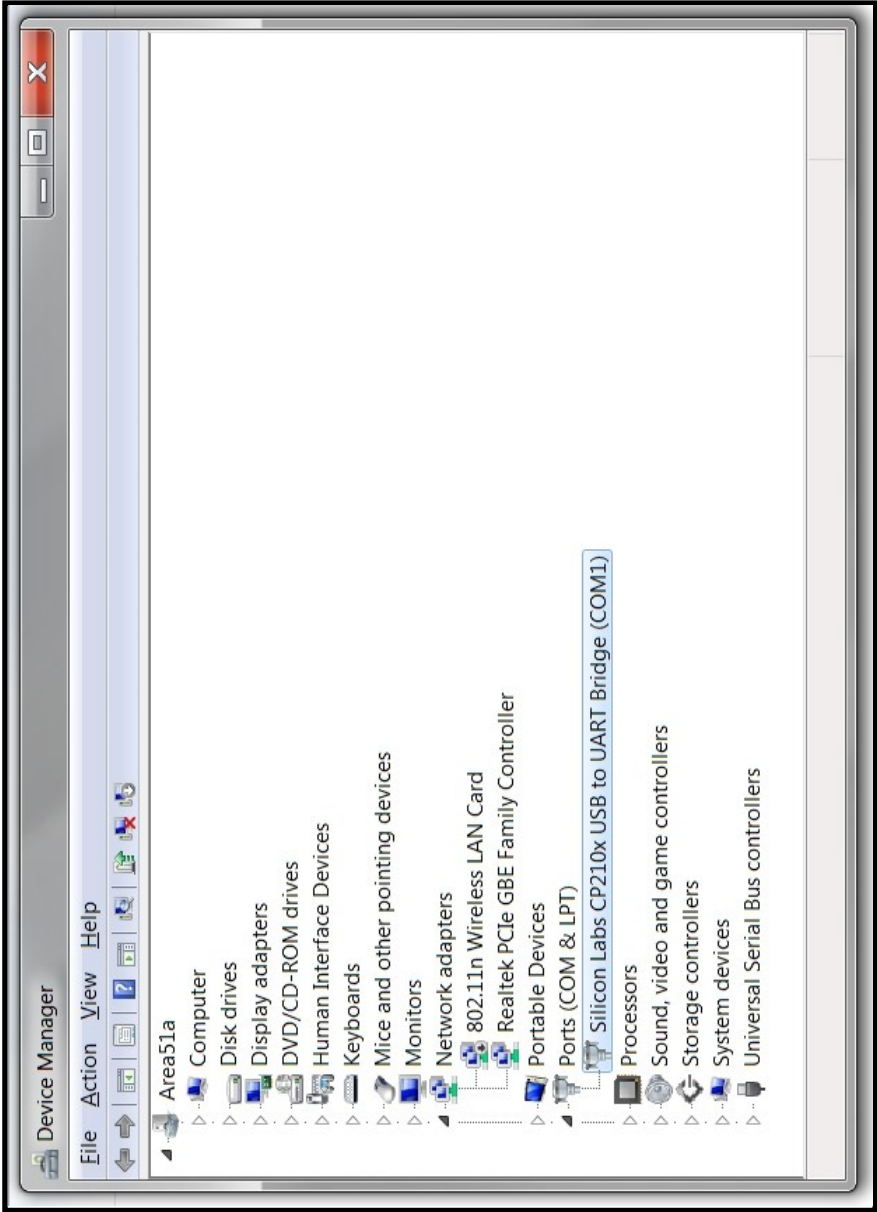 Device Manager
File Action View Help
Area51a
Computer
Disk drives
Display adapters
DVD/CD-ROM drives
Human Interface Devices
Keyboards
Mice and other pointing devices
Monitors
Network adapters
802.11n Wireless LAN Card
Realtek PCIe GBE Family Controller
Portable Devices
Ports (COM & LPT)
Silicon Labs CP210x USB to UART Bridge (COM1)
Processors
Sound, video and game controllers
Storage controllers
System devices
Universal Serial Bus controllers